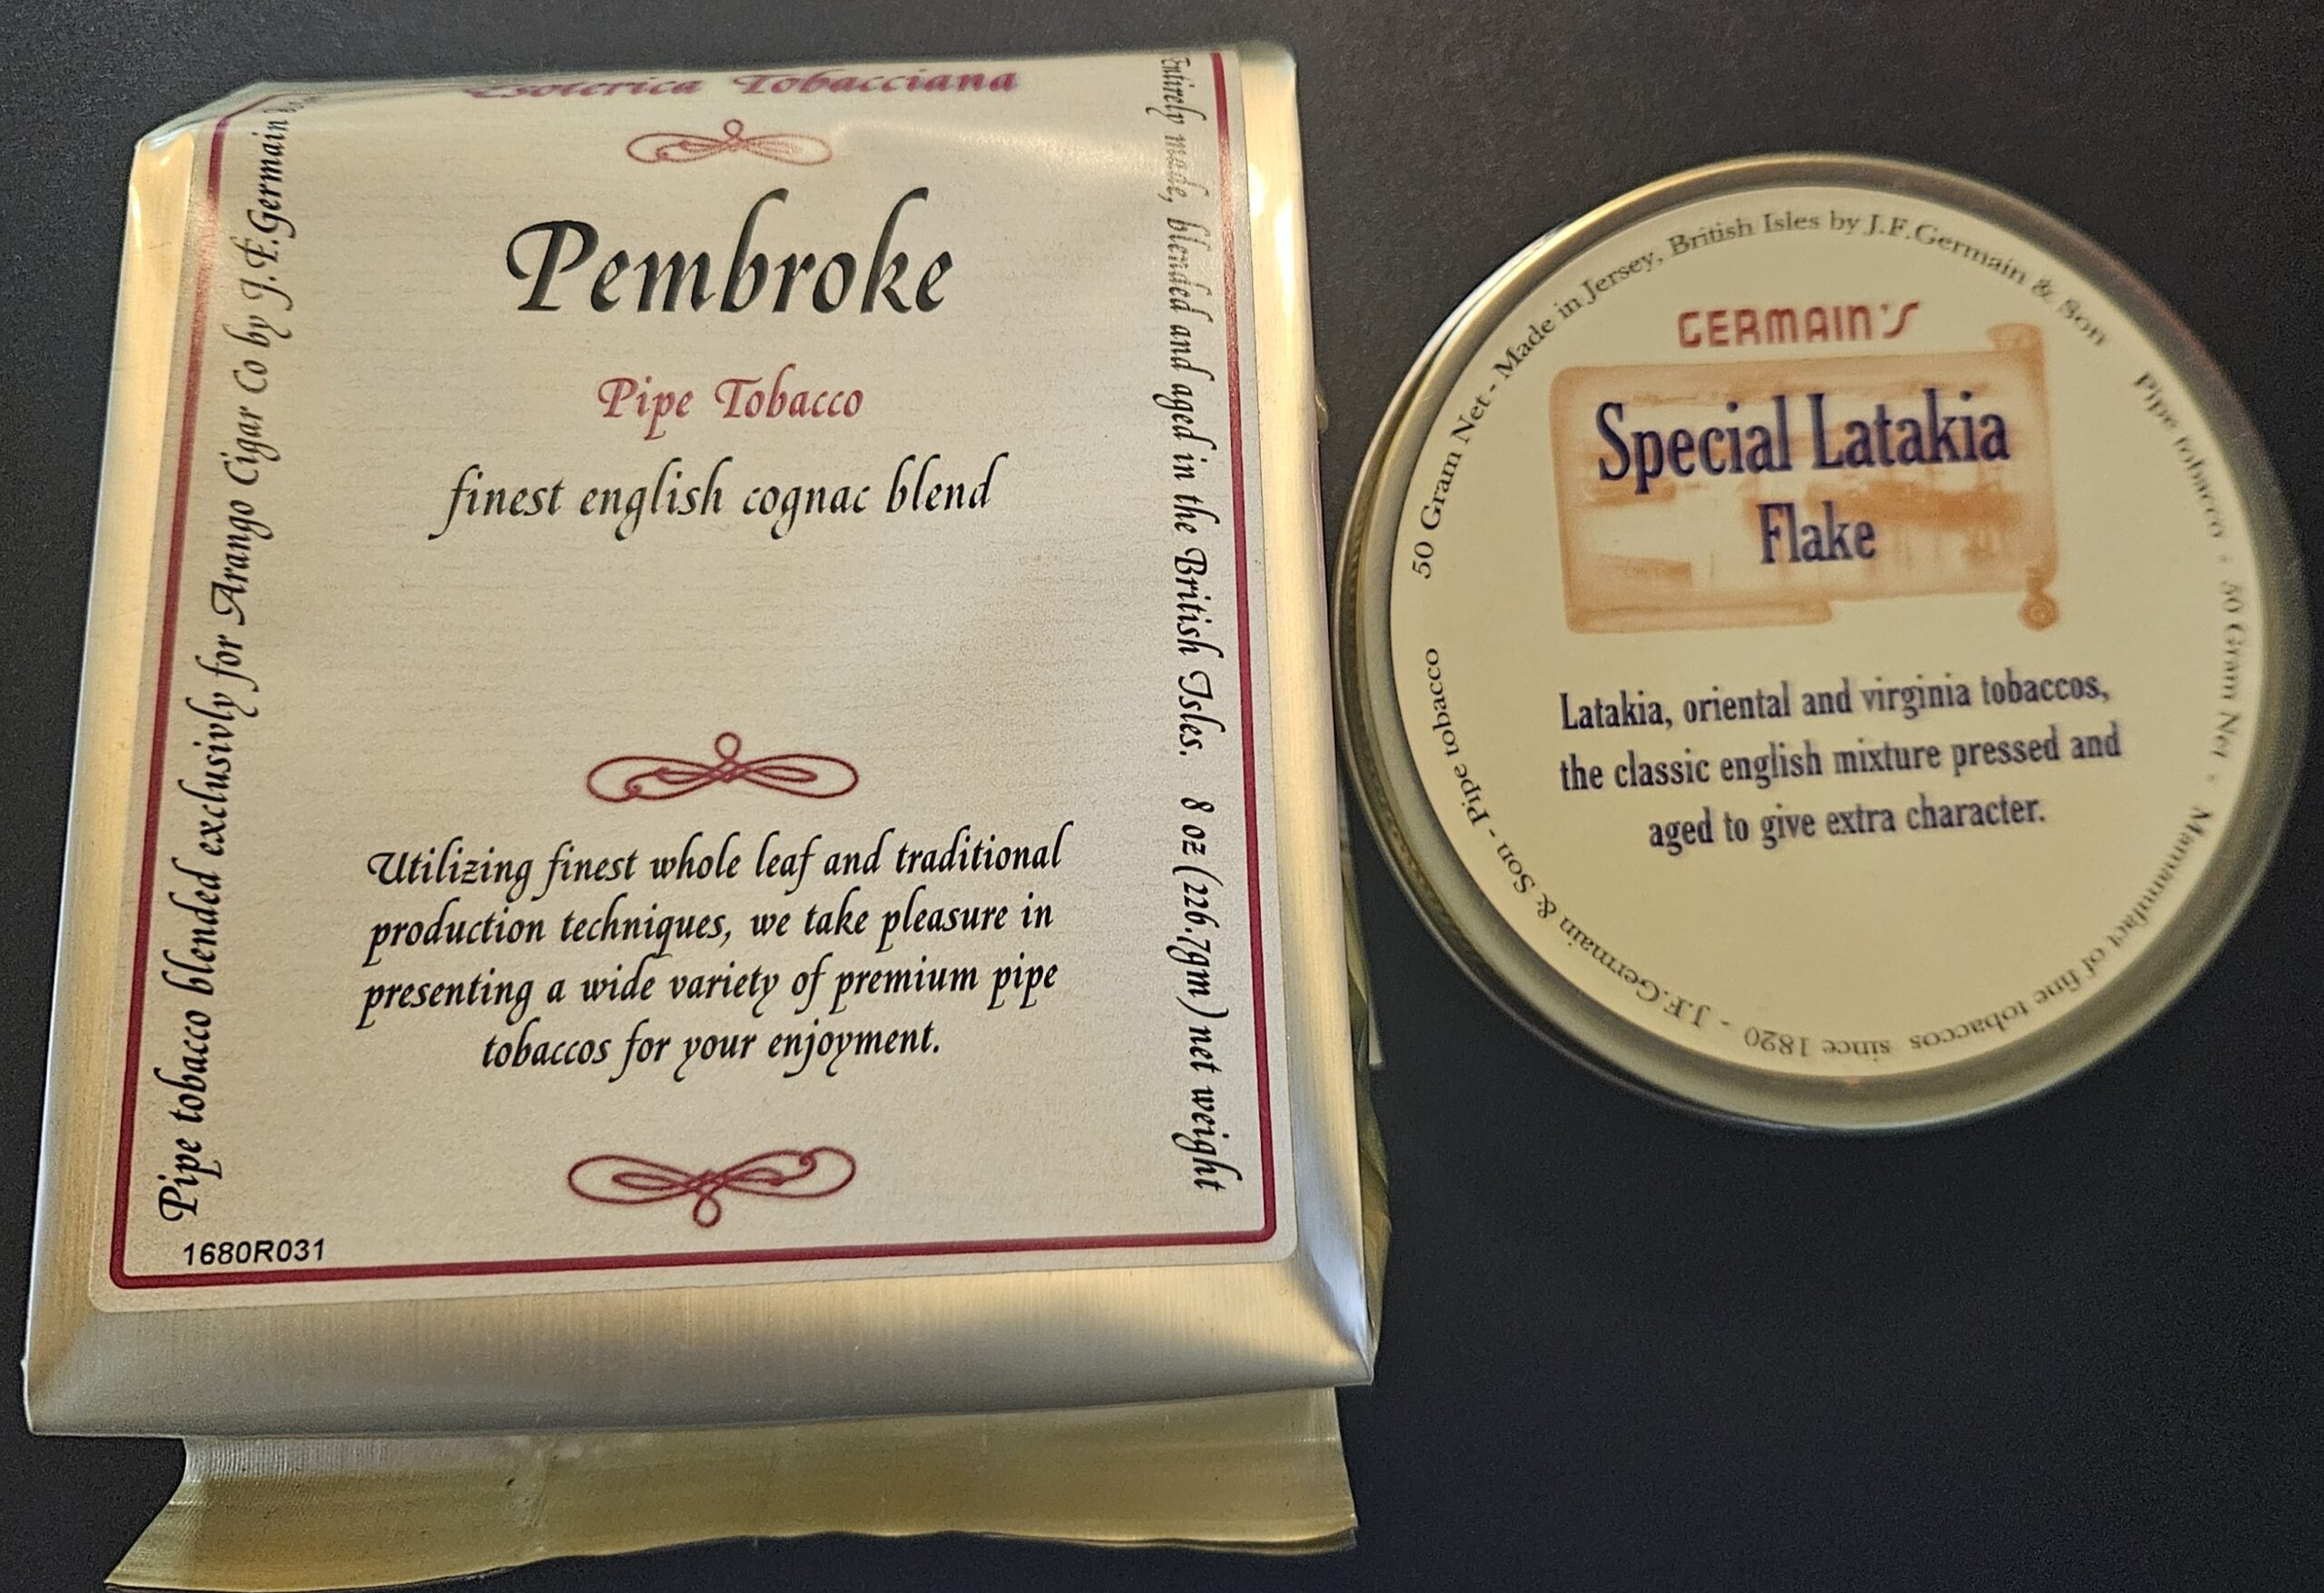 Esoterica Tobacciana
Pembroke
Pipe Tobacco
finest english cognac blend
Utilizing finest whole leaf and traditional
production techniques, we take pleasure in
presenting a wide variety of premium pipe
tobaccos for your enjoyment.
Pipe tobacco blended exclusivly for Arango Cigar Co by J.F.Germain
Entirely made, blended and aged in the British Isles. 8 oz (226.7gm) net weight
1680R031
50 Gram Net - Made in Jersey, British Isles by J.F.Germain & Son
Pipe tobacco - 50 Gram Net - Manannfact of fine tobaccos since 1820 - J.F.Germain & Son - Pipe tobacco
GERMAIN'S
Special Latakia
Flake
Latakia, oriental and virginia tobaccos,
the classic english mixture pressed and
aged to give extra character.